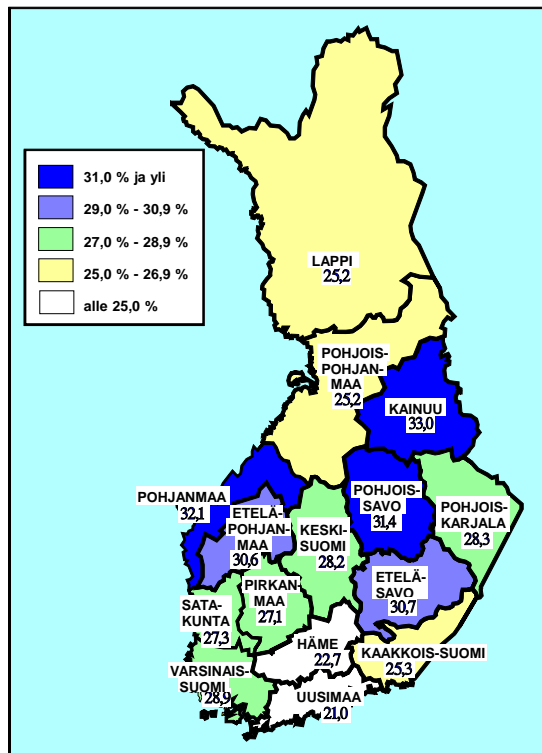 31,0 % ja yli
29,0 % - 30,9 %
27,0 % - 28,9 %
25,0 % - 26,9 %
alle 25,0 %
LAPPI
25,2
POHJOIS-
POHJAN-
MAA
25,2
KAINUU
33,0
POHJANMAA
32,1
ETELÄ-
POHJAN-
MAA
30,6
KESKI-
SUOMI
28,2
POHJOIS-
SAVO
31,4
POHJOIS-
KARJALA
28,3
ETELÄ-
SAVO
30,7
SATA-
KUNTA
27,3
PIRKAN-
MAA
27,1
HÄME
22,7
KAAKKOIS-SUOMI
25,3
VARSINAIS-
SUOMI
28,9
UUSIMAA
21,0